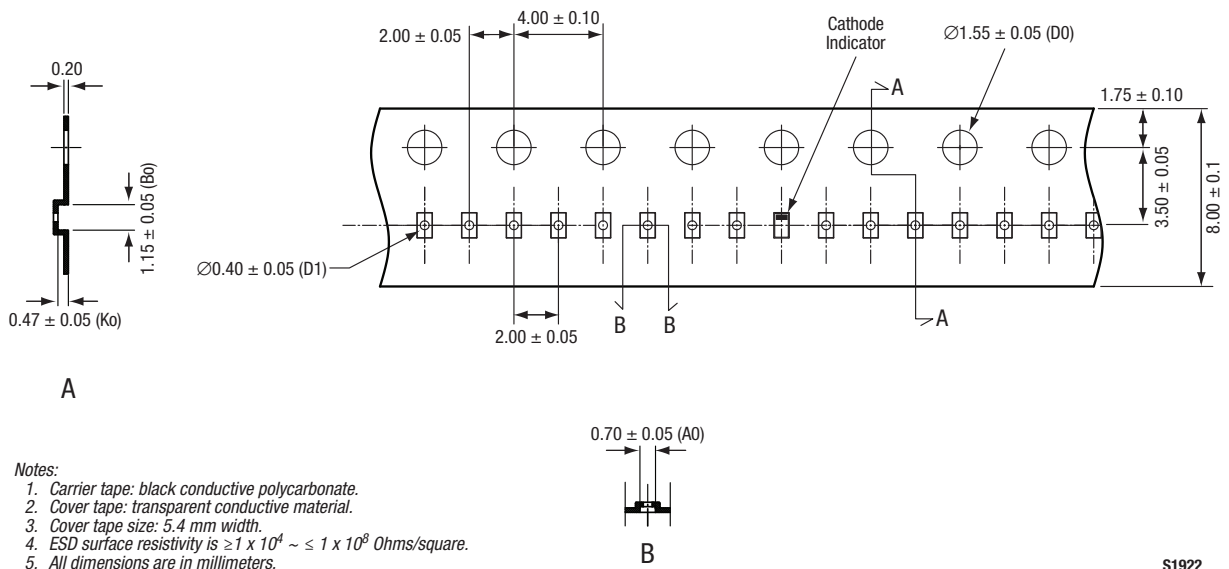 4.00 ± 0.10
2.00 ± 0.05
Cathode
Indicator
∅1.55 ± 0.05 (D0)
0.20
A
1.75 ± 0.10
1.15 ± 0.05 (Bo)
3.50 ± 0.05
8.00 ± 0.1
∅0.40 ± 0.05 (D1)
0.47 ± 0.05 (Ko)
B B
A
2.00 ± 0.05
A
0.70 ± 0.05 (A0)
B
Notes:
1. Carrier tape: black conductive polycarbonate.
2. Cover tape: transparent conductive material.
3. Cover tape size: 5.4 mm width.
4. ESD surface resistivity is ≥1 x 10⁴ ~ ≤ 1 x 10⁸ Ohms/square.
5. All dimensions are in millimeters.
S1922